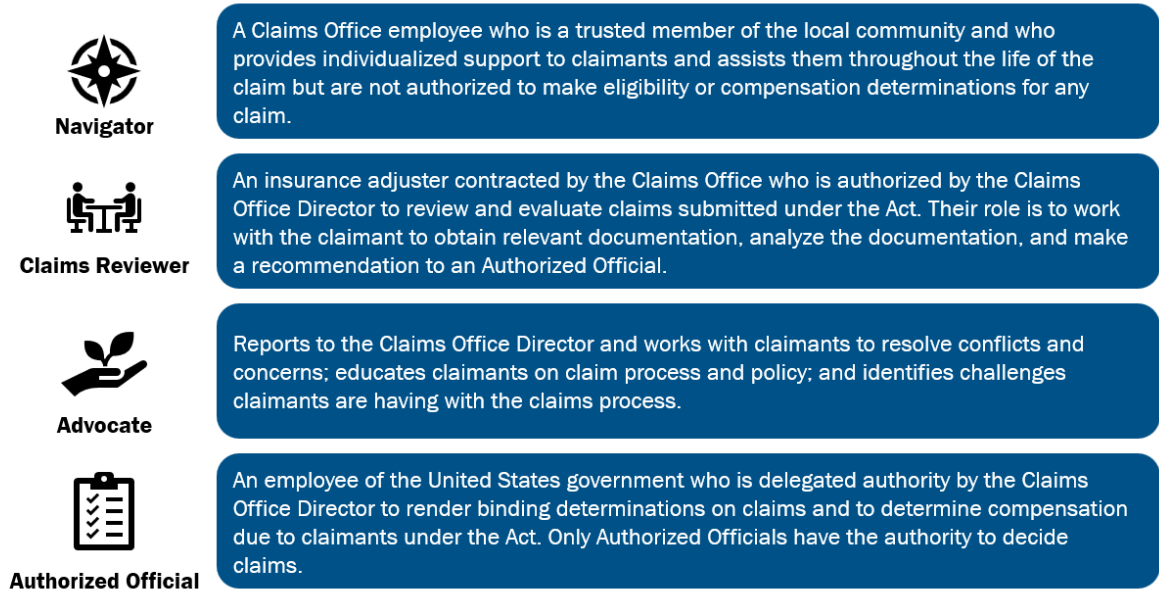 Navigator
A Claims Office employee who is a trusted member of the local community and who
provides individualized support to claimants and assists them throughout the life of the
claim but are not authorized to make eligibility or compensation determinations for any
claim.
Claims Reviewer
An insurance adjuster contracted by the Claims Office who is authorized by the Claims
Office Director to review and evaluate claims submitted under the Act. Their role is to work
with the claimant to obtain relevant documentation, analyze the documentation, and make
a recommendation to an Authorized Official.
Advocate
Reports to the Claims Office Director and works with claimants to resolve conflicts and
concerns; educates claimants on claim process and policy; and identifies challenges
claimants are having with the claims process.
Authorized Official
An employee of the United States government who is delegated authority by the Claims
Office Director to render binding determinations on claims and to determine compensation
due to claimants under the Act. Only Authorized Officials have the authority to decide
claims.